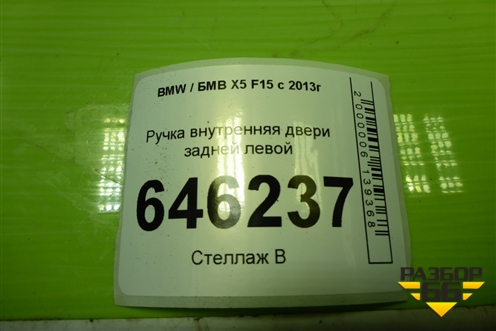 BMW / БМВ X5 F15 с 2013г
Ручка внутренняя двери
задней левой
646237
Стеллаж В
2000006139368
РАЗБОР
66